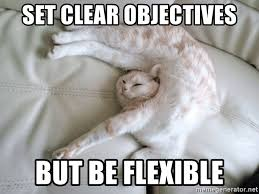 SET CLEAR OBJECTIVES
BUT BE FLEXIBLE
memegenerator.net